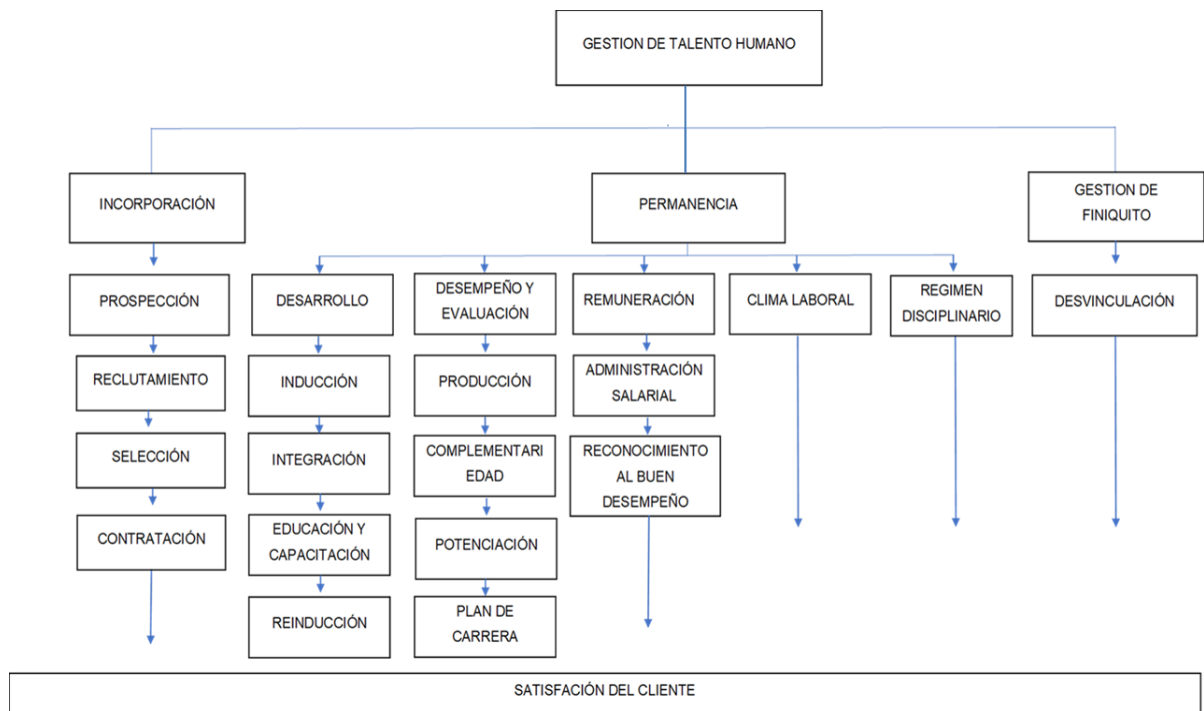 GESTION DE TALENTO HUMANO
INCORPORACIÓN
PERMANENCIA
GESTION DE
FINIQUITO
PROSPECCIÓN
DESARROLLO
DESEMPEÑO Y
EVALUACIÓN
REMUNERACIÓN
CLIMA LABORAL
REGIMEN
DISCIPLINARIO
DESVINCULACIÓN
RECLUTAMIENTO
INDUCCIÓN
PRODUCCIÓN
ADMINISTRACIÓN
SALARIAL
SELECCIÓN
INTEGRACIÓN
COMPLEMENTARI
EDAD
RECONOCIMIENTO
AL BUEN
DESEMPEÑO
CONTRATACIÓN
EDUCACIÓN Y
CAPACITACIÓN
POTENCIACIÓN
REINDUCCIÓN
PLAN DE
CARRERA
SATISFACIÓN DEL CLIENTE